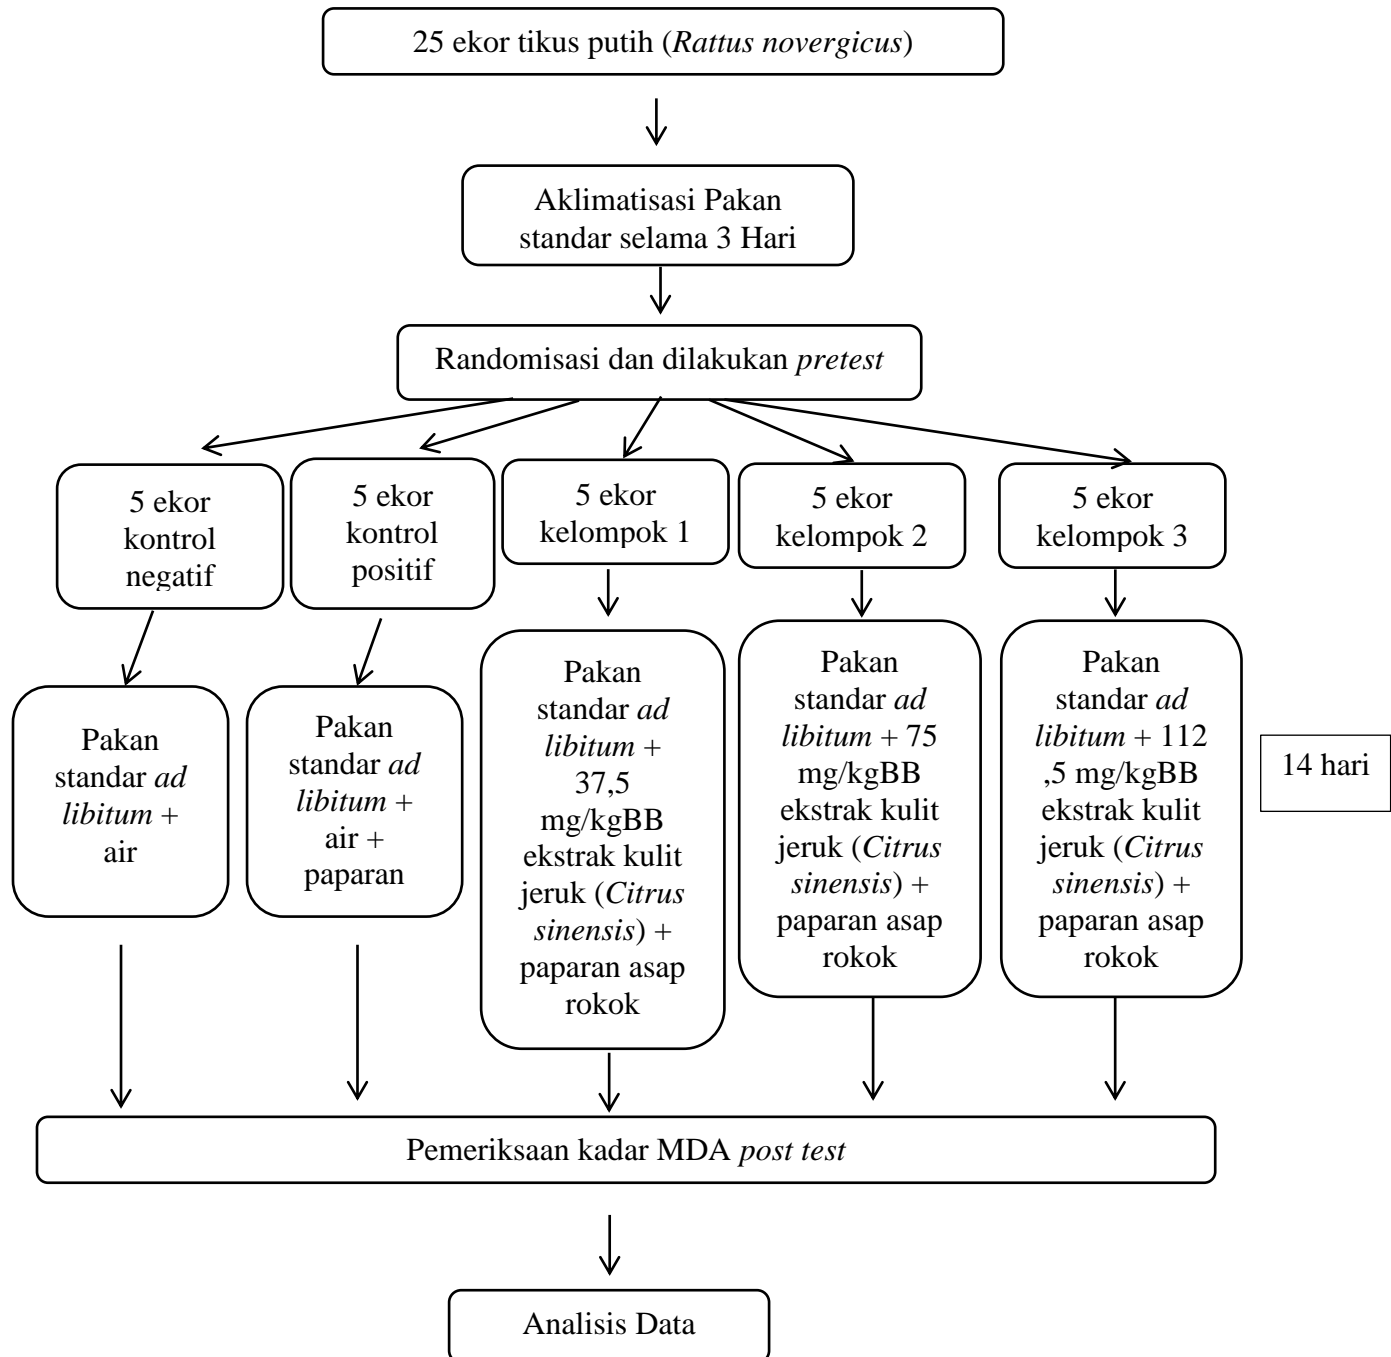 25 ekor tikus putih (Rattus novergicus)
Aklimatisasi Pakan
standar selama 3 Hari
Randomisasi dan dilakukan pretest
5 ekor
kontrol
negatif
5 ekor
kontrol
positif
5 ekor
kelompok 1
5 ekor
kelompok 2
5 ekor
kelompok 3
Pakan
standar ad
libitum +
air
Pakan
standar ad
libitum +
air +
paparan
Pakan
standar ad
libitum +
37,5
mg/kgBB
ekstrak kulit
jeruk (Citrus
sinensis) +
paparan asap
rokok
Pakan
standar ad
libitum + 75
mg/kgBB
ekstrak kulit
jeruk (Citrus
sinensis) +
paparan asap
rokok
Pakan
standar ad
libitum + 112
,5 mg/kgBB
ekstrak kulit
jeruk (Citrus
sinensis) +
paparan asap
rokok
14 hari
Pemeriksaan kadar MDA post test
Analisis Data